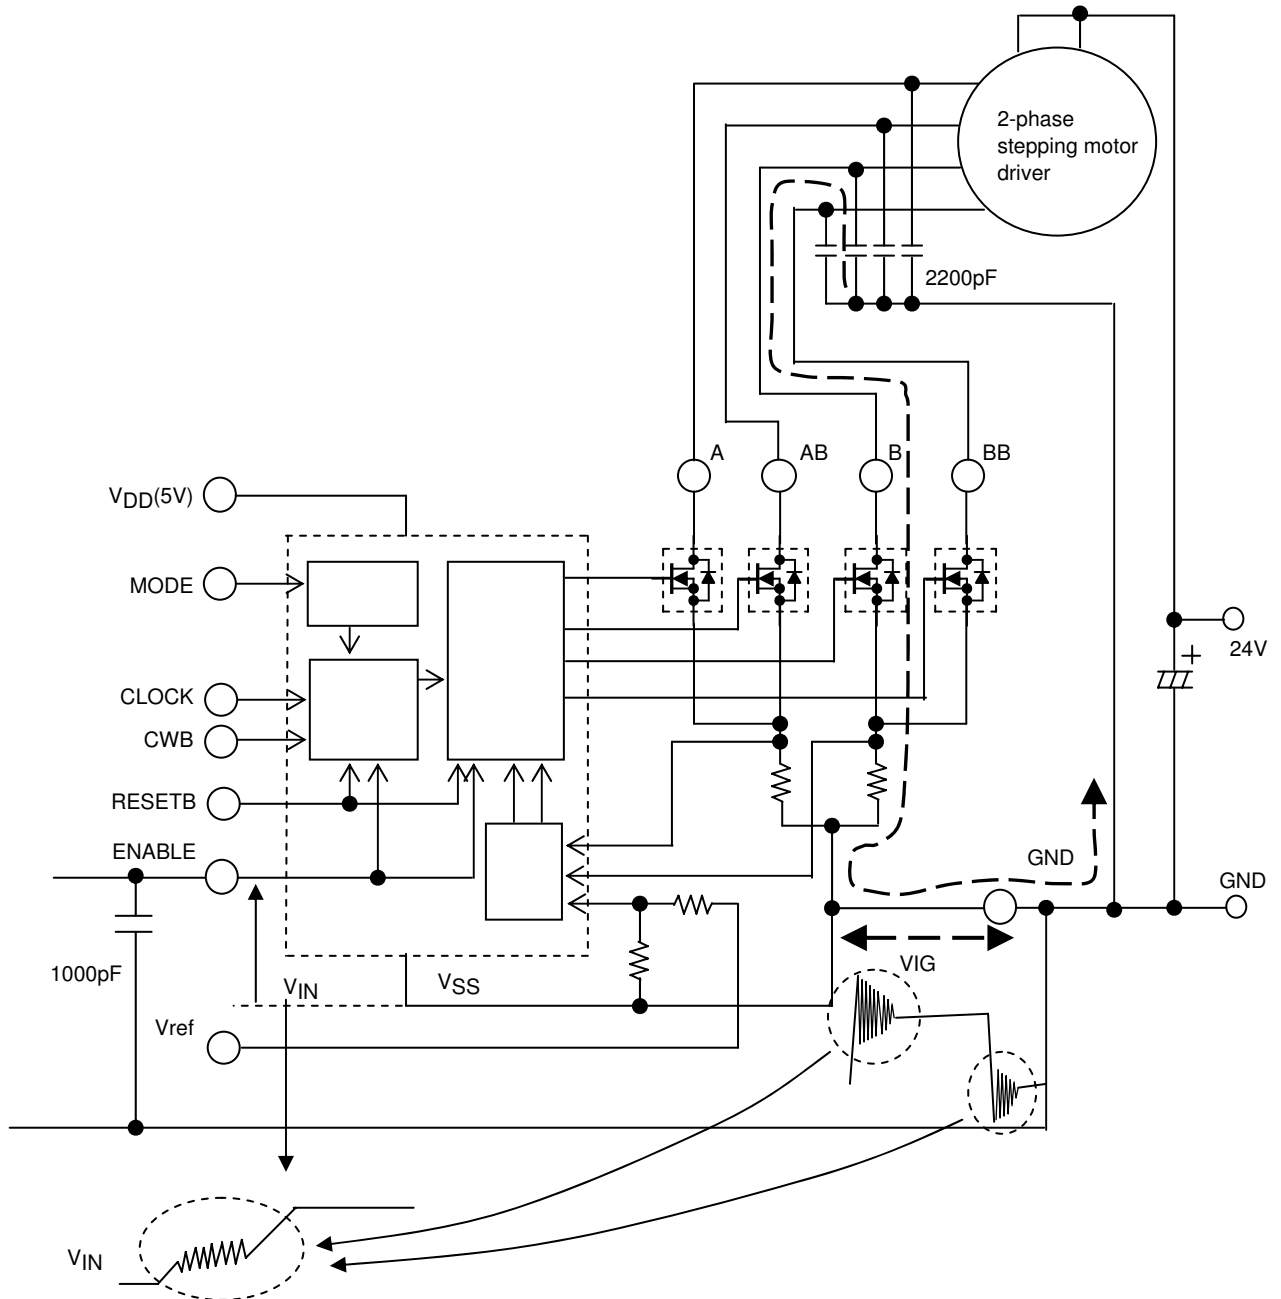 2-phase
stepping motor
driver
2200pF
A
AB
B
BB
VDD(5V)
MODE
CLOCK
CWB
RESETB
ENABLE
+
24V
GND
GND
1000pF
VIN
VSS
VIG
Vref
VIN